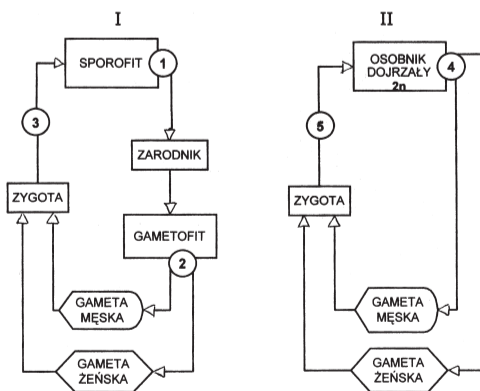 I
SPOROFIT
1
3
ZARODNIK
ZYGOTA
GAMETOFIT
2
GAMETA
MĘSKA
GAMETA
ŻEŃSKA
II
OSOBNIK
DOJRZAŁY
2n
4
5
ZYGOTA
GAMETA
MĘSKA
GAMETA
ŻEŃSKA